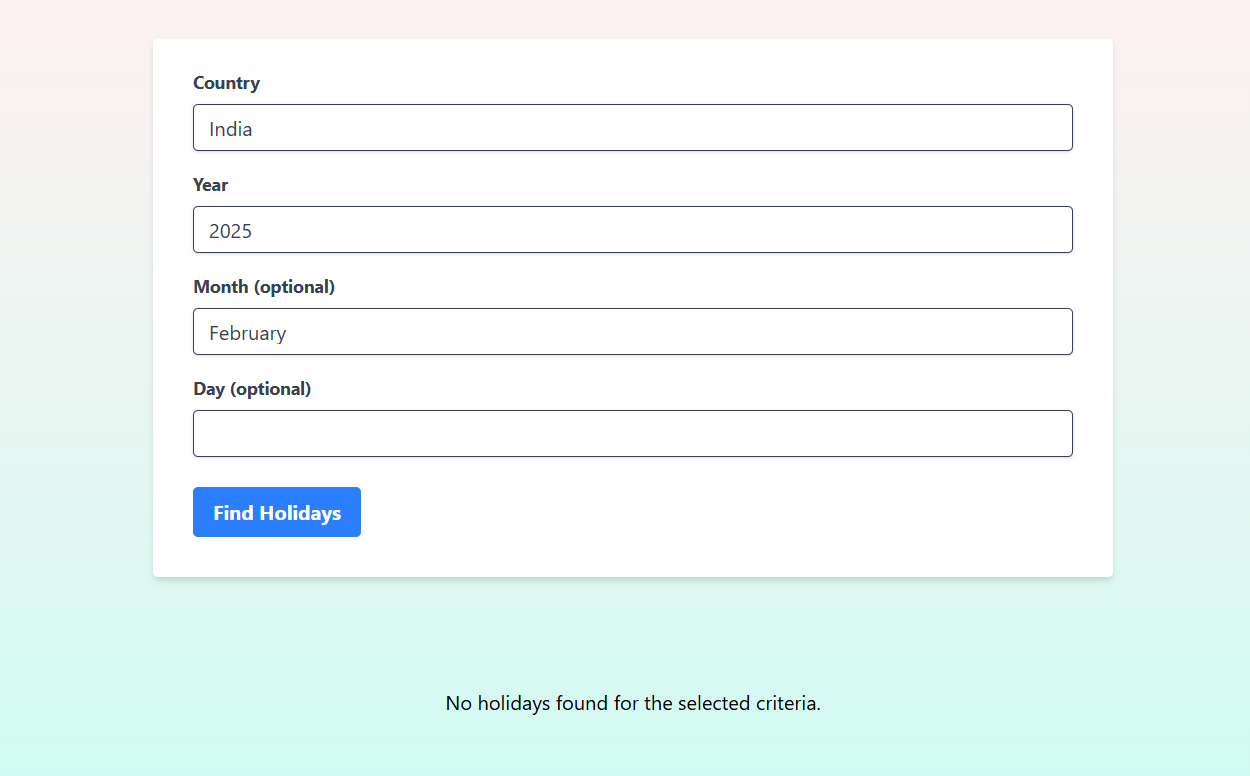 Country
India
Year
2025
Month (optional)
February
Day (optional)
Find Holidays
No holidays found for the selected criteria.